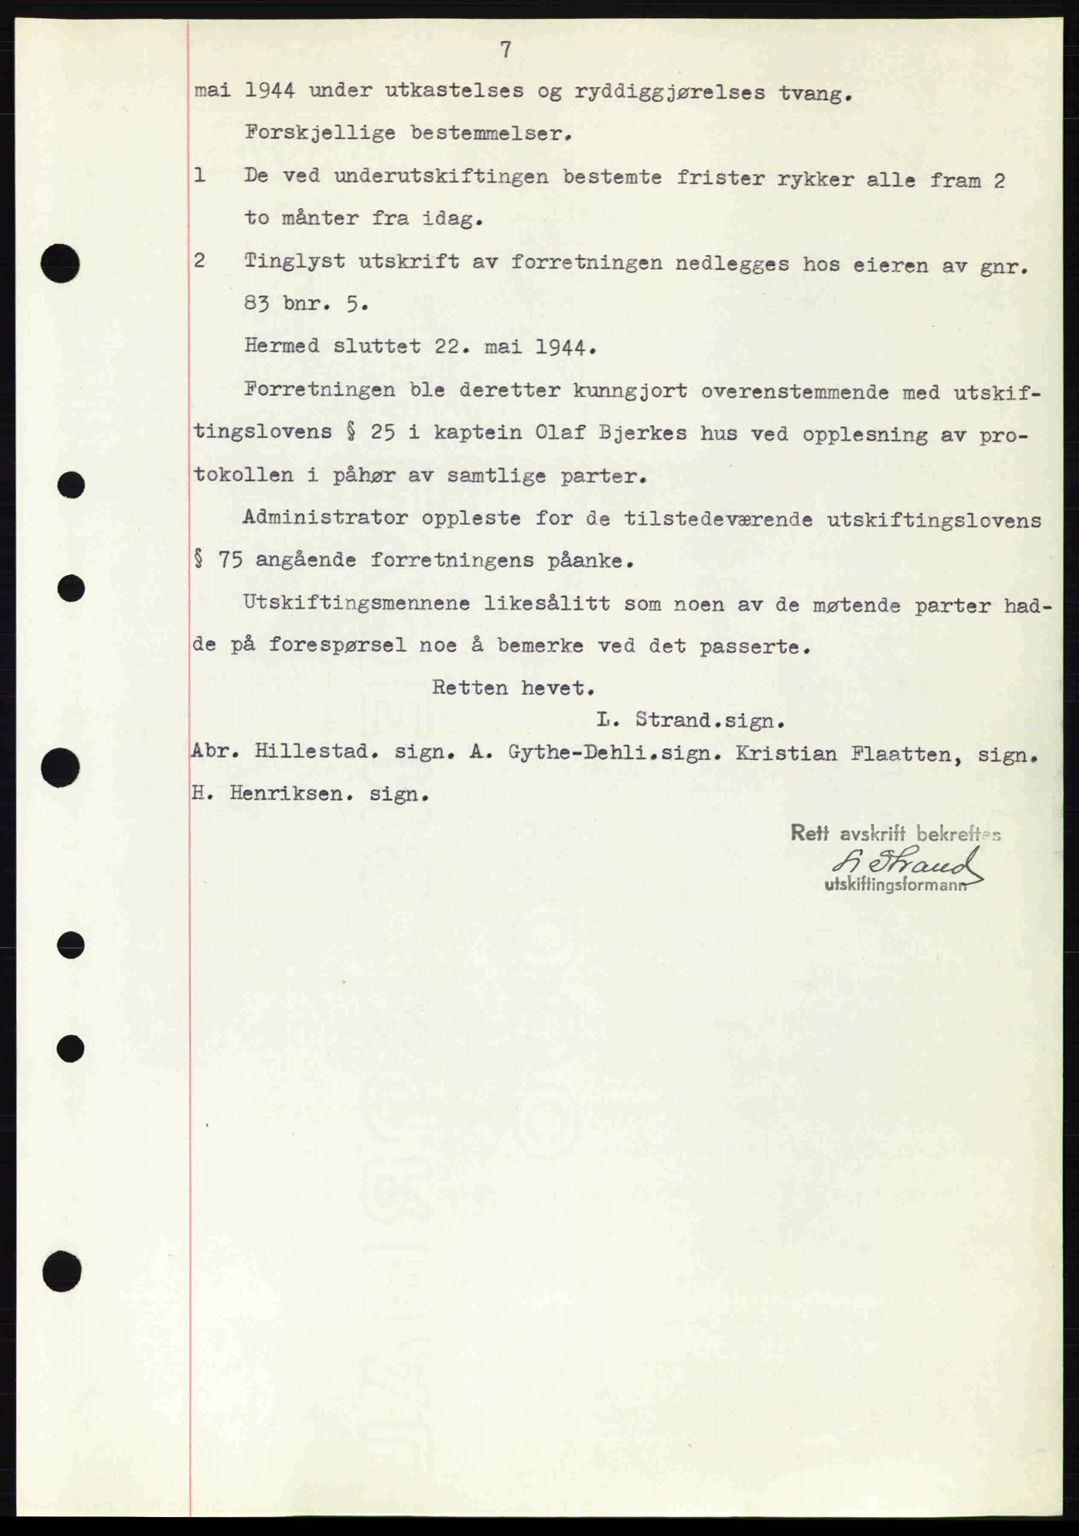 7
mai 1944 under utkastelses og ryddiggjørelses tvang.
Forskjellige bestemmelser.
1 De ved underutskiftingen bestemte frister rykker alle fram 2
to månter fra idag.
2 Tinglyst utskrift av forretningen nedlegges hos eieren av gnr.
83 bnr. 5.
Hermed sluttet 22. mai 1944.
Forretningen ble deretter kunngjort overenstemmende med utskif-
tingslovens § 25 i kaptein Olaf Bjerkes hus ved opplesning av pro-
tokollen i påhør av samtlige parter.
Administrator oppleste for de tilstedeværende utskiftingslovens
§ 75 angående forretningens påanke.
Utskiftingsmennene likesålitt som noen av de møtende parter had-
de på forespørsel noe å bemerke ved det passerte.
Retten hevet.
L. Strand.sign.
Abr. Hillestad. sign. A. Gythe-Dehli.sign. Kristian Flaatten, sign.
H. Henriksen. sign.
Rett avskrift bekreftes
L Strand
utskiftingsformann